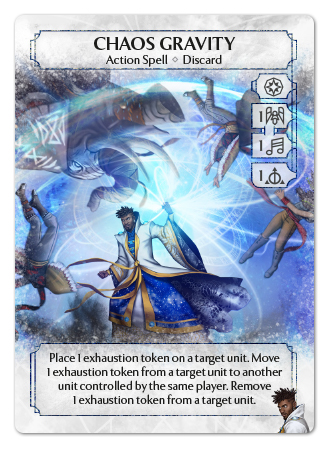 CHAOS GRAVITY
Action Spell ◇ Discard
1
1
1
Place 1 exhaustion token on a target unit. Move
1 exhaustion token from a target unit to another
unit controlled by the same player. Remove
1 exhaustion token from a target unit.